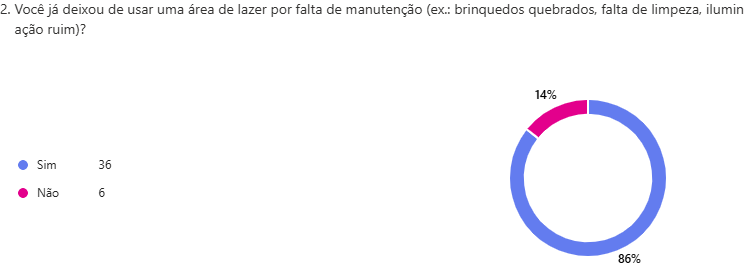 2. Você já deixou de usar uma área de lazer por falta de manutenção (ex.: brinquedos quebrados, falta de limpeza, ilumin
ação ruim)?
14%
Sim 36
Não 6
86%